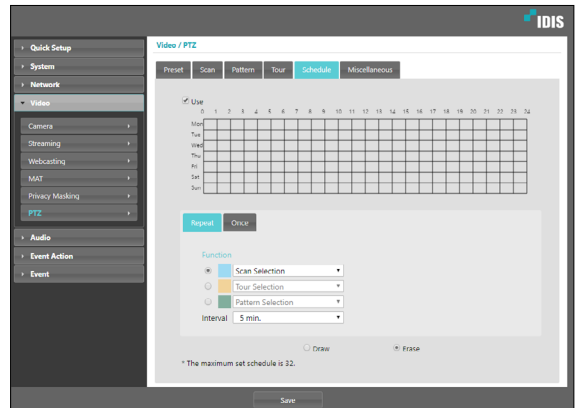 IDIS
Quick Setup
System
Network
Video
Camera
Streaming
Webcasting
MAT
Privacy Masking
PTZ
Audio
Event Action
Event
Video / PTZ
Preset Scan Pattern Tour Schedule Miscellaneous
Use
0 1 2 3 4 5 6 7 8 9 10 11 12 13 14 15 16 17 18 19 20 21 22 23 24
Mon
Tue
Wed
Thu
Fri
Sat
Sun
Repeat Once
Function
Scan Selection
Tour Selection
Pattern Selection
Interval 5 min.
Draw Erase
* The maximum set schedule is 32.
Save